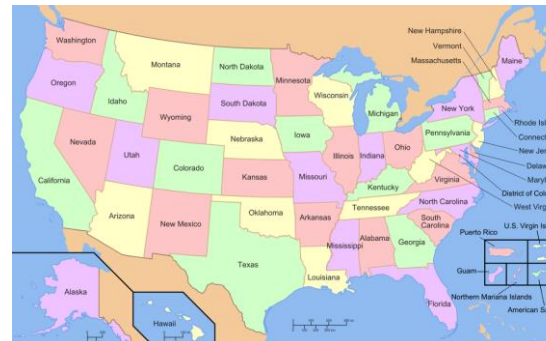 New Hampshire
Vermont
Massachusetts
Washington
Montana
North Dakota
Minnesota
Maine
Oregon
Idaho
Wisconsin
South Dakota
Michigan
New York
Wyoming
Rhode Isl
Connect
Iowa
Pennsylvania
New Jer
Nebraska
Nevada
Ohio
Delaw
Illinois
Indiana
Utah
Maryl
Colorado
District of Colu
California
Kansas
Missouri
Virginia
West Virgi
Kentucky
North Carolina
Tennessee
Oklahoma
Arizona
New Mexico
Arkansas
South
Carolina
U.S. Virgin Isl
Mississippi
Alabama
Georgia
Puerto Rico
Texas
Louisiana
Guam
Alaska
Florida
Northern Mariana Islands
American Sa
Hawaii